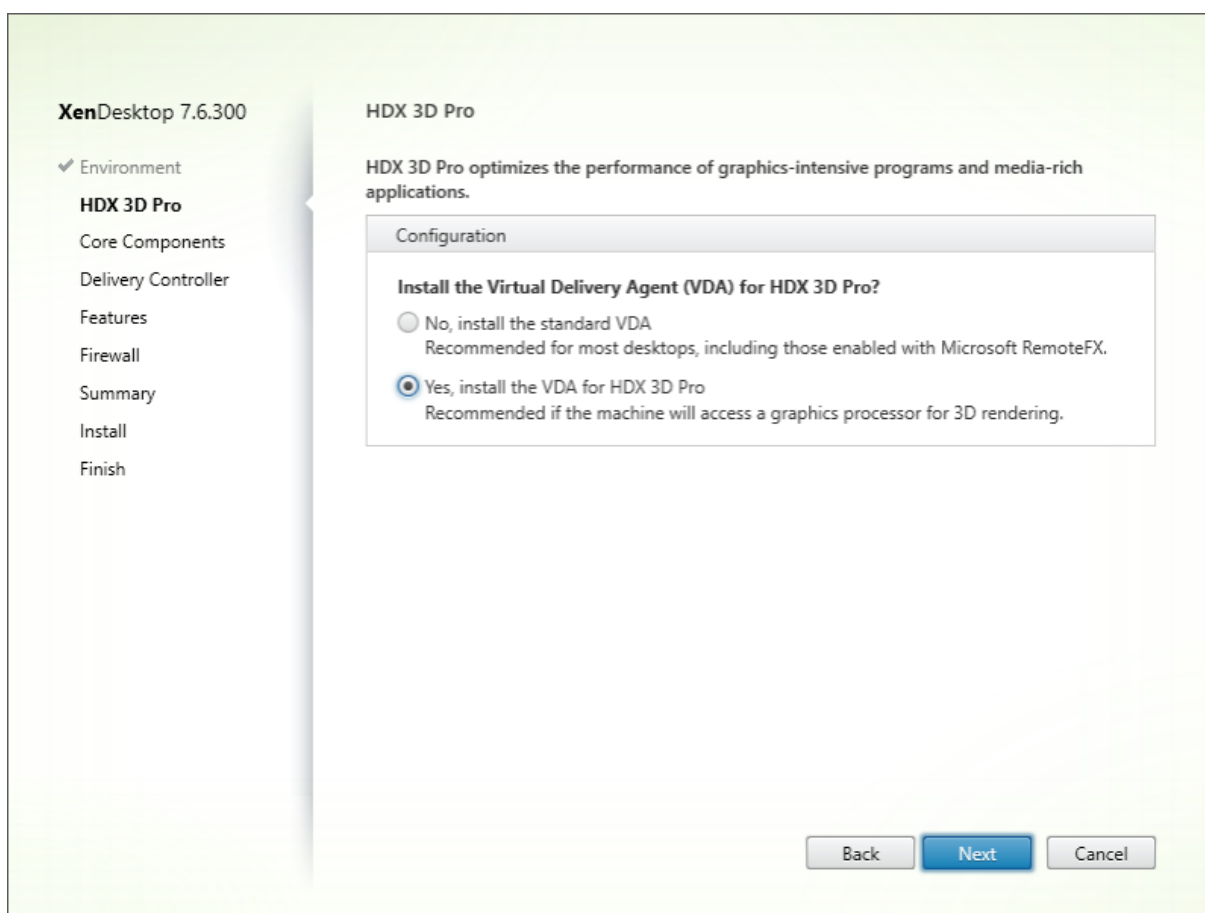 XenDesktop 7.6.300
Environment
HDX 3D Pro
Core Components
Delivery Controller
Features
Firewall
Summary
Install
Finish
HDX 3D Pro
HDX 3D Pro optimizes the performance of graphics-intensive programs and media-rich
applications.
Configuration
Install the Virtual Delivery Agent (VDA) for HDX 3D Pro?
No, install the standard VDA
Recommended for most desktops, including those enabled with Microsoft RemoteFX.
Yes, install the VDA for HDX 3D Pro
Recommended if the machine will access a graphics processor for 3D rendering.
Back
Next
Cancel